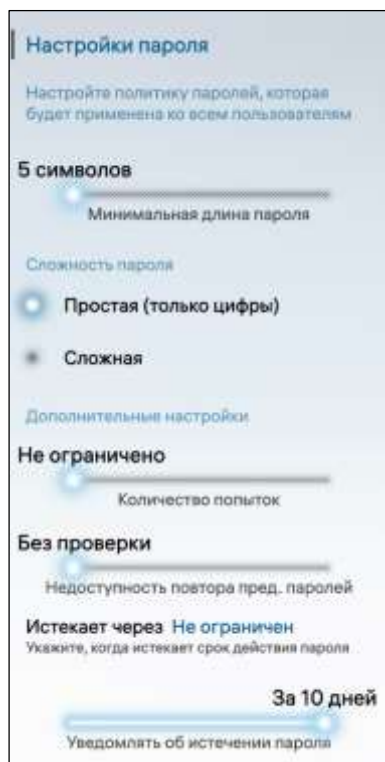 Настройки пароля
Настройте политику паролей, которая
будет применена ко всем пользователям
5 символов
Минимальная длина пароля
Сложность пароля
Простая (только цифры)
Сложная
Дополнительные настройки
Не ограничено
Количество попыток
Без проверки
Недоступность повтора пред. паролей
Истекает через Не ограничен
Укажите, когда истекает срок действия пароля
За 10 дней
Уведомлять об истечении пароля